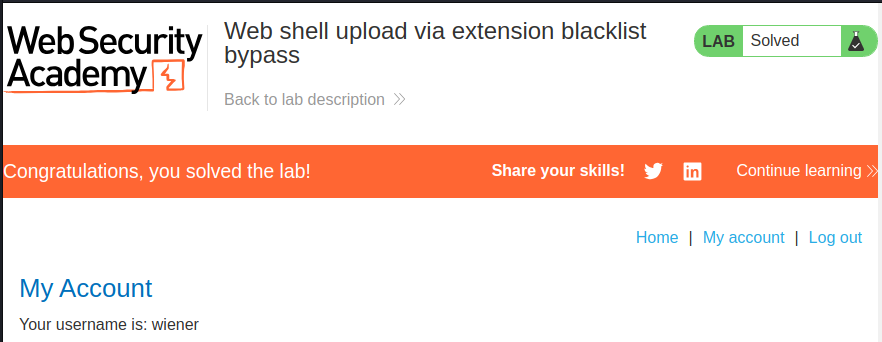 Web Security
Academy
Web shell upload via extension blacklist
bypass
LAB Solved
Back to lab description
Congratulations, you solved the lab!
Share your skills!
Continue learning
Home | My account | Log out
My Account
Your username is: wiener